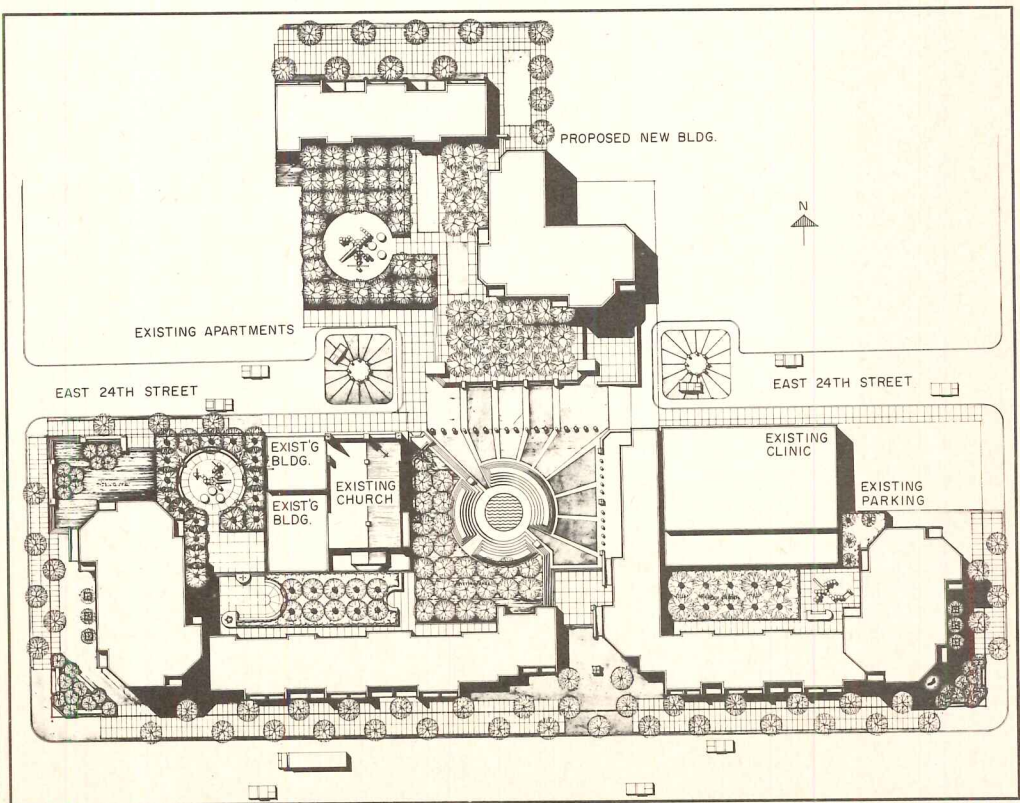 PROPOSED NEW BLDG.
N
EXISTING APARTMENTS
EAST 24TH STREET
EAST 24TH STREET
EXIST'G
BLDG.
EXISTING
CHURCH
EXIST'G
BLDG.
EXISTING
CLINIC
EXISTING
PARKING